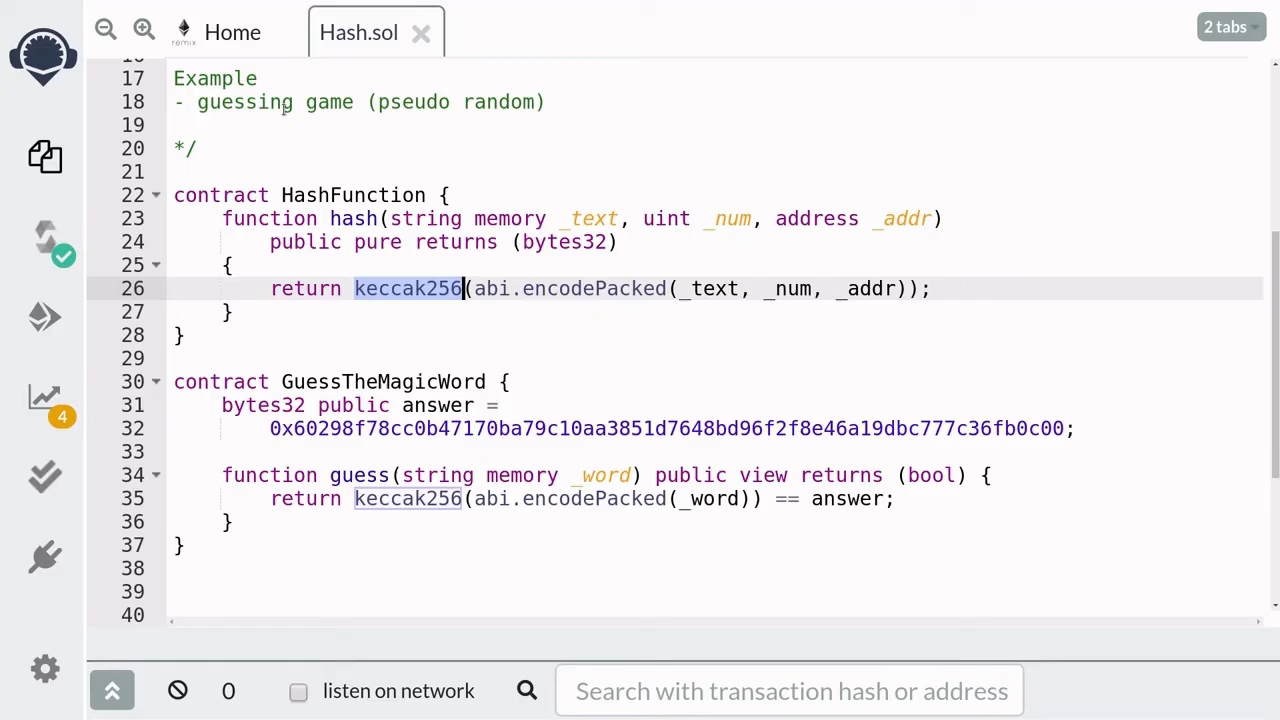 Home
Hash.sol
2 tabs
remix
17 Example
18 - guessing game (pseudo random)
19
20 */
21
22 contract HashFunction {
23 function hash(string memory _text, uint _num, address _addr)
24 public pure returns (bytes32)
25 {
26 return keccak256(abi.encodePacked(_text, _num, _addr));
27 }
28 }
29
30 contract GuessTheMagicWord {
31 bytes32 public answer =
32 0x60298f78cc0b47170ba79c10aa3851d7648bd96f2f8e46a19dbc777c36fb0c00;
33
34 function guess(string memory _word) public view returns (bool) {
35 return keccak256(abi.encodePacked(_word)) == answer;
36 }
37 }
38
39
40
4
0
listen on network
Search with transaction hash or address